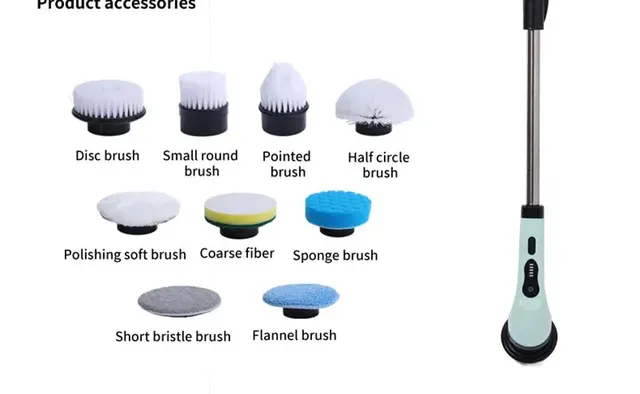 Product accessories
Disc brush
Small round
brush
Pointed
brush
Half circle
brush
Polishing soft brush
Coarse fiber
Sponge brush
Short bristle brush
Flannel brush